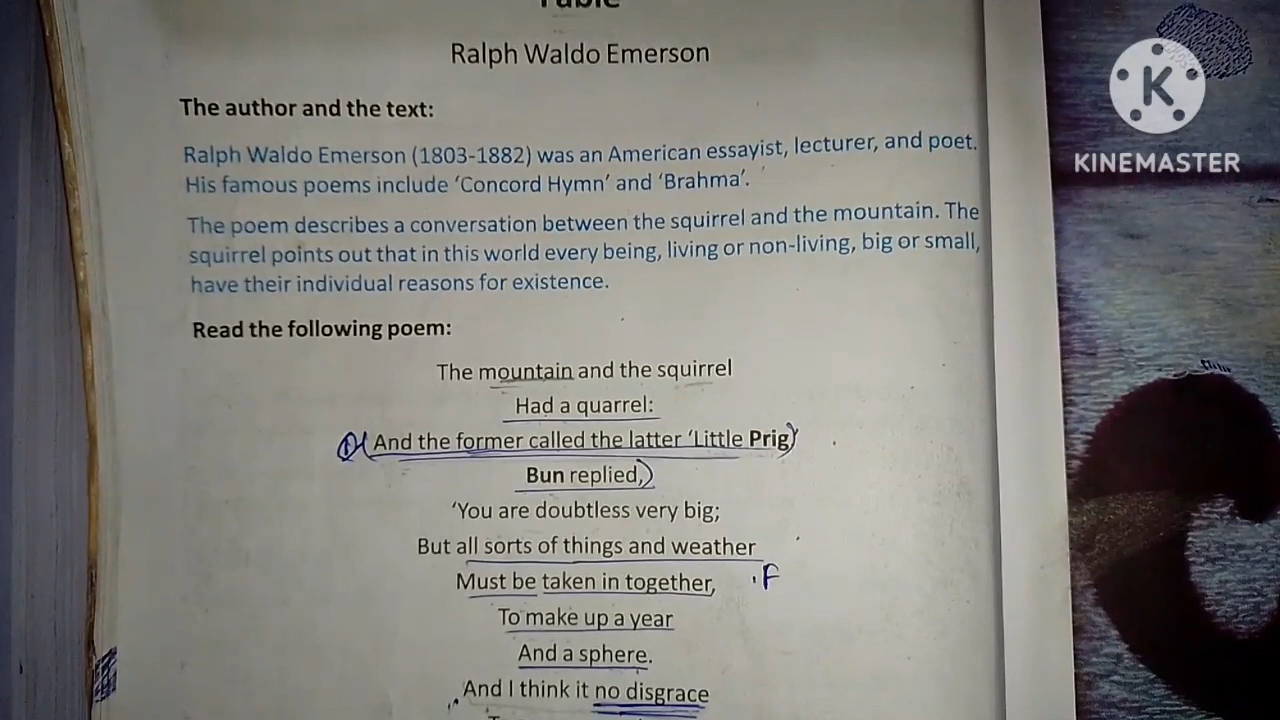 Fable
Ralph Waldo Emerson
The author and the text:
Ralph Waldo Emerson (1803-1882) was an American essayist, lecturer, and poet.
His famous poems include ‘Concord Hymn’ and ‘Brahma’.
The poem describes a conversation between the squirrel and the mountain. The
squirrel points out that in this world every being, living or non-living, big or small,
have their individual reasons for existence.
Read the following poem:
The mountain and the squirrel
Had a quarrel:
And the former called the latter ‘Little Prig’
Bun replied,
‘You are doubtless very big;
But all sorts of things and weather
Must be taken in together, .F
To make up a year
And a sphere.
And I think it no disgrace
K
KINEMASTER